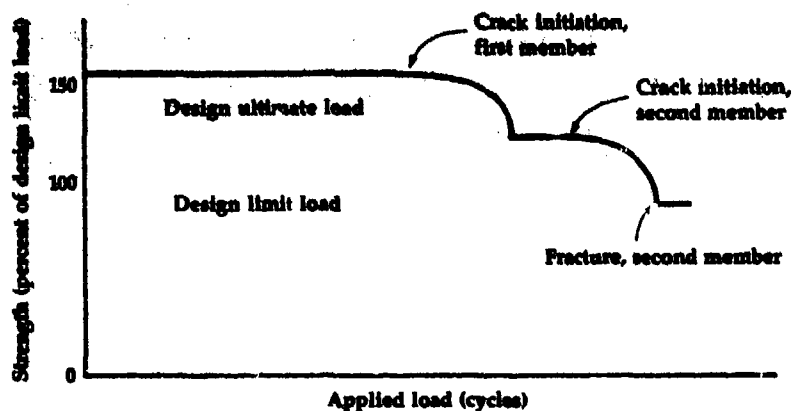 Crack initiation,
first member
150
Design ultimate load
Crack initiation,
second member
100
Design limit load
Fracture, second member
Strength (percent of design limit load)
0
Applied load (cycles)